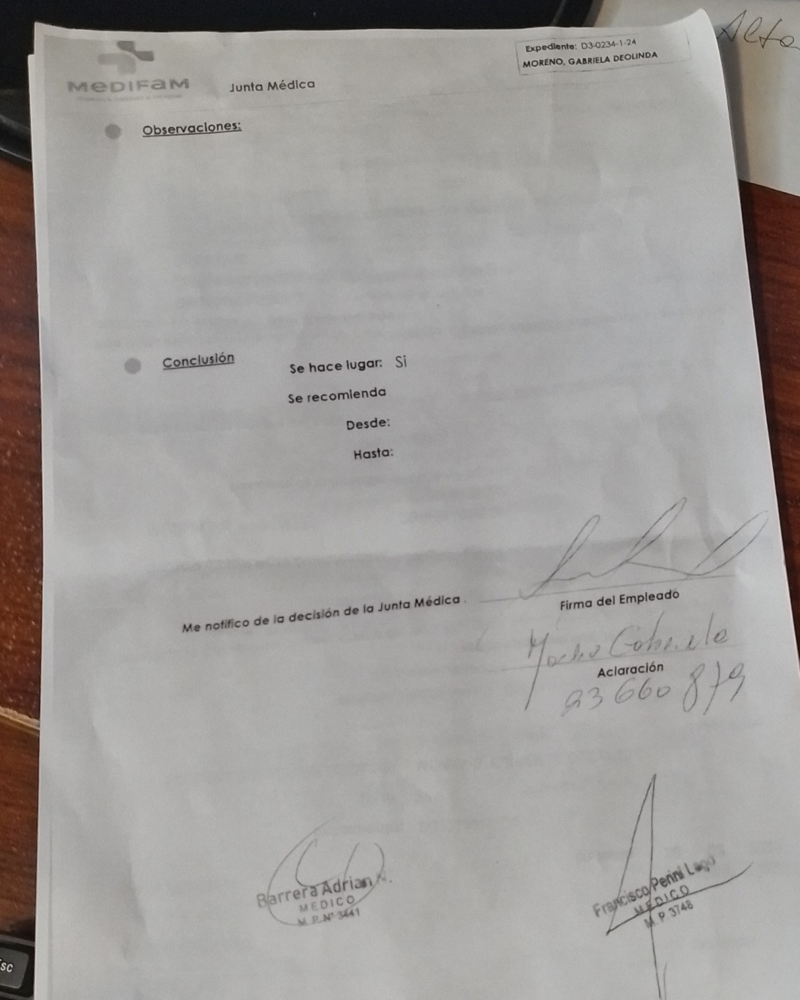 Alta
Expediente: D3-0234-1-24
MORENO, GABRIELA DEOLINDA
MEDIFAM
Junta Médica
Observaciones:
Conclusión
Se hace lugar: Si
Se recomienda
Desde:
Hasta:
Me notifico de la decisión de la Junta Médica .
Firma del Empleado
Gabriela
Aclaración
23660879
Barrera Adrian N.
MEDICO
M P Nº 3441
Francisco Perini Lago
MEDICO
M. P. 3748
sc